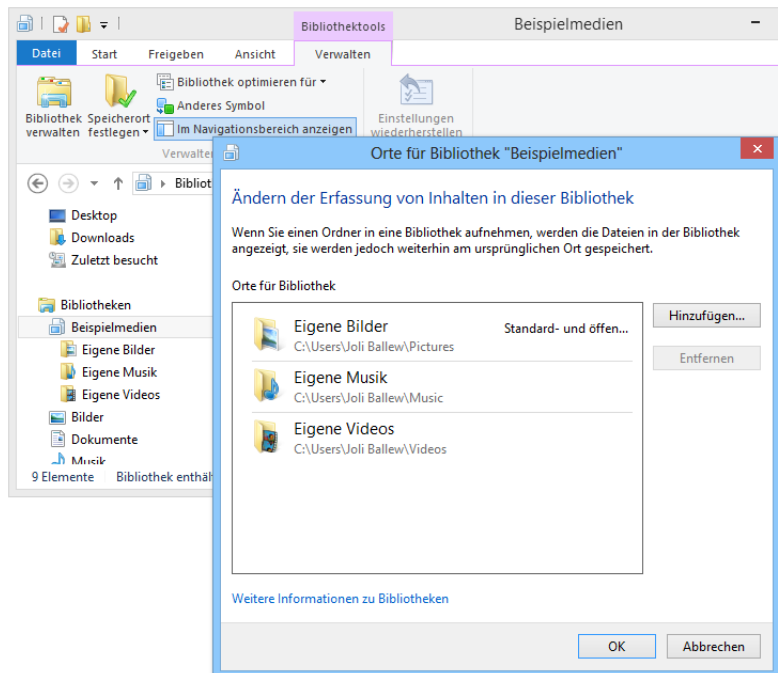 Bibliothektools
Beispielmedien
Datei
Start
Freigeben
Ansicht
Verwalten
Bibliothek verwalten
Speicherort festlegen
Bibliothek optimieren für
Anderes Symbol
Im Navigationsbereich anzeigen
Einstellungen
wiederherstellen
Verwalten
Bibliot
Desktop
Downloads
Zuletzt besucht
Bibliotheken
Beispielmedien
Eigene Bilder
Eigene Musik
Eigene Videos
Bilder
Dokumente
Musik
9 Elemente
Bibliothek enthäl
Orte für Bibliothek "Beispielmedien"
Ändern der Erfassung von Inhalten in dieser Bibliothek
Wenn Sie einen Ordner in eine Bibliothek aufnehmen, werden die Dateien in der Bibliothek
angezeigt, sie werden jedoch weiterhin am ursprünglichen Ort gespeichert.
Orte für Bibliothek
Eigene Bilder
Standard- und öffen...
C:\Users\Joli Ballew\Pictures
Eigene Musik
C:\Users\Joli Ballew\Music
Eigene Videos
C:\Users\Joli Ballew\Videos
Hinzufügen...
Entfernen
Weitere Informationen zu Bibliotheken
OK
Abbrechen